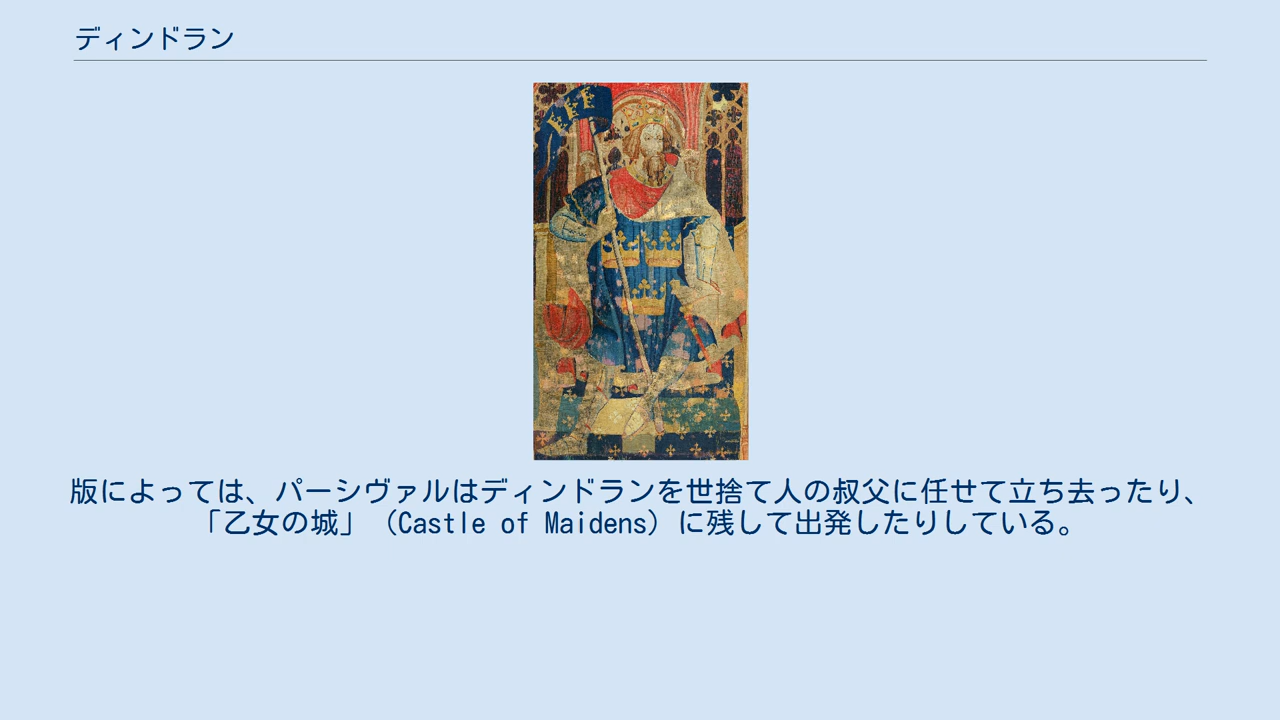 ディンドラン
版によっては、パーシヴァルはディンドランを世捨て人の叔父に任せて立ち去ったり、
「乙女の城」（Castle of Maidens）に残して出発したりしている。